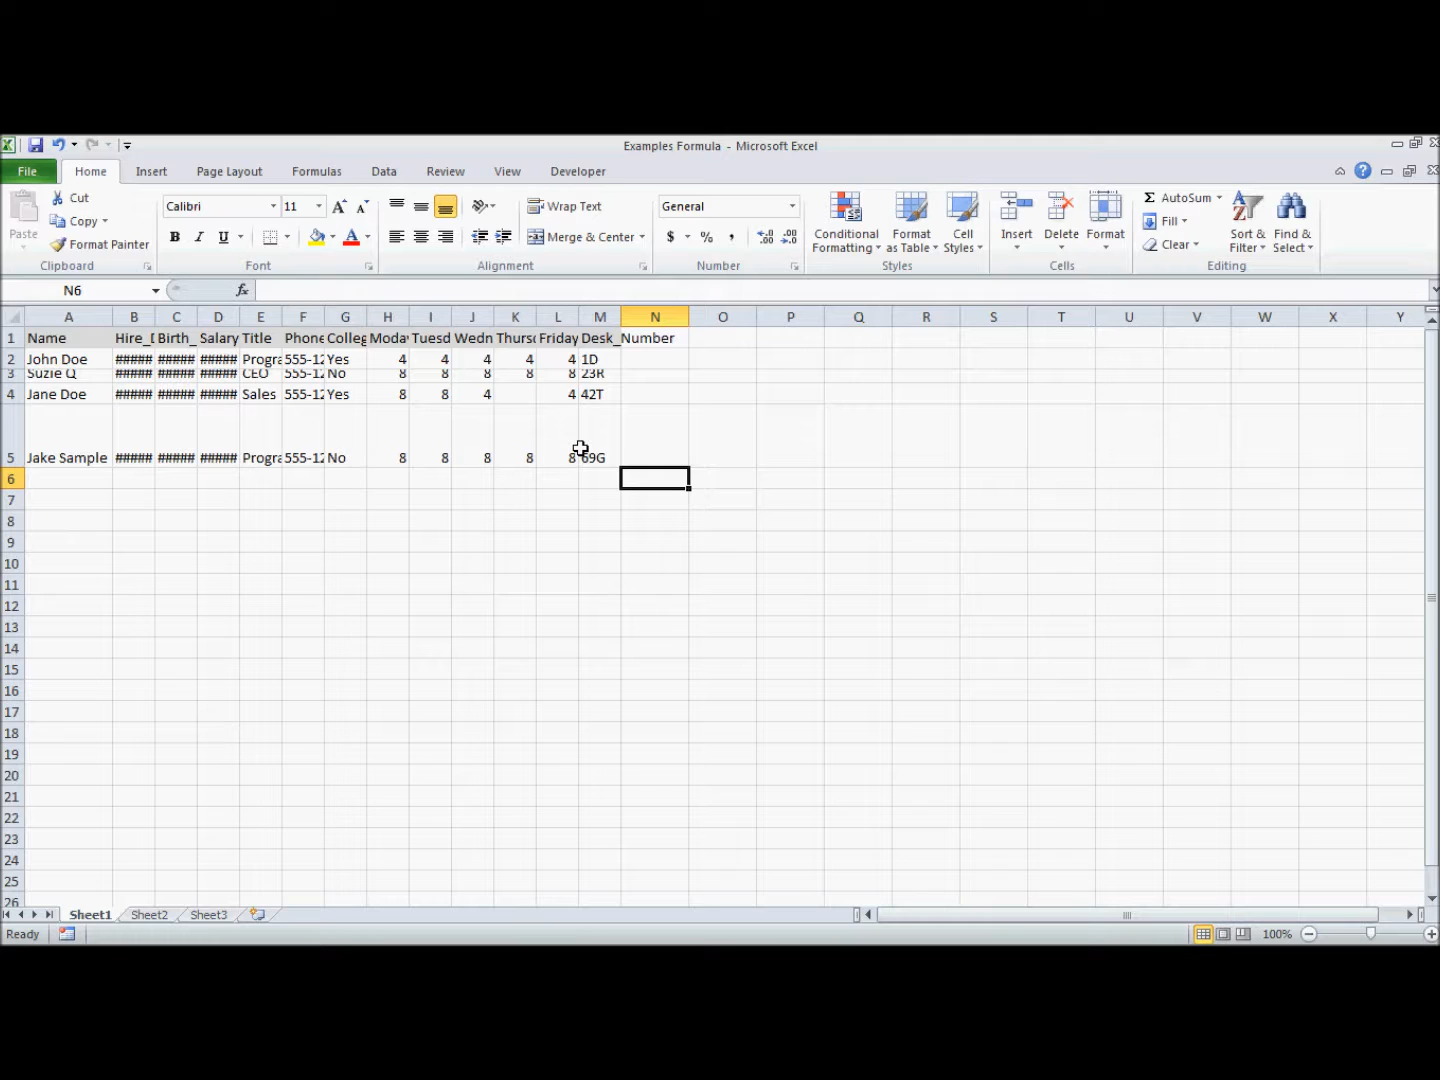 Examples Formula - Microsoft Excel
File Home Insert Page Layout Formulas Data Review View Developer
Paste Cut Copy Format Painter
Clipboard
Calibri 11
B I U A
Font
Wrap Text
Merge & Center
Alignment
General
$ % ,
Number
Conditional Formatting Format as Table Cell Styles
Styles
Insert Delete Format
Cells
AutoSum Fill Clear Sort & Filter Find & Select
Editing
N6 fx
A B C D E F G H I J K L M N O P Q R S T U V W X Y
1 Name Hire_D Birth_ Salary Title Phone Colleg Moda Tuesd Wedn Thurs Friday Desk_Number
2 John Doe ##### ##### ##### Progra 555-12 Yes 4 4 4 4 4 1D
3 Suzie Q ##### ##### ##### CEO 555-12 No 8 8 8 8 8 23R
4 Jane Doe ##### ##### ##### Sales 555-12 Yes 8 8 4 4 42T
5 Jake Sample ##### ##### ##### Progra 555-12 No 8 8 8 8 8 69G
6
7
8
9
10
11
12
13
14
15
16
17
18
19
20
21
22
23
24
25
26
Sheet1 Sheet2 Sheet3
Ready 100%